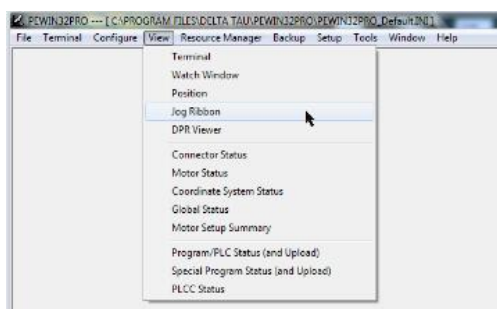 PEWIN32PRO --- [ C:\PROGRAM FILES\DELTA TAU\PEWIN32PRO\PEWIN32PRO_Default.INI ]
File Terminal Configure View Resource Manager Backup Setup Tools Window Help
Terminal
Watch Window
Position
Jog Ribbon
DPR Viewer
Connector Status
Motor Status
Coordinate System Status
Global Status
Motor Setup Summary
Program/PLC Status (and Upload)
Special Program Status (and Upload)
PLCC Status